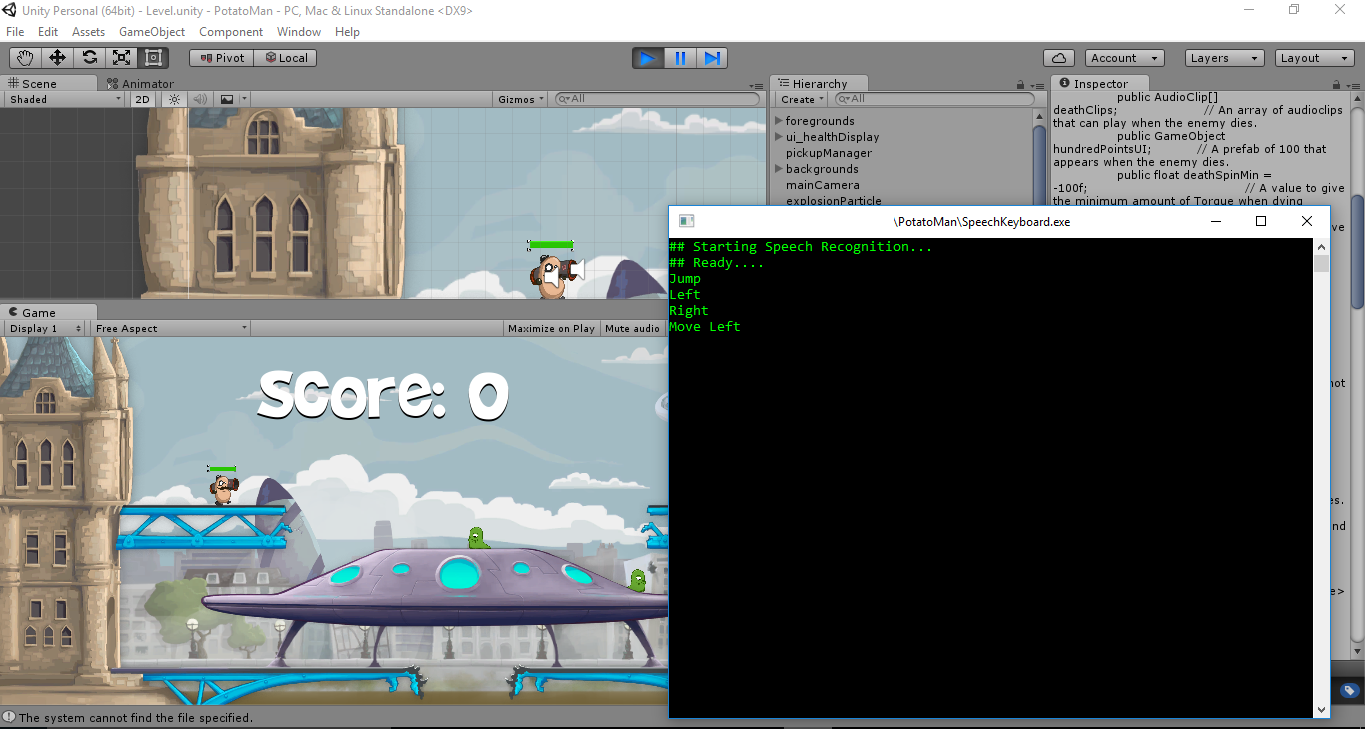 Unity Personal (64bit) - Level.unity - PotatoMan - PC, Mac & Linux Standalone <DX9>
File Edit Assets GameObject Component Window Help
Pivot Local Account Layers Layout
Scene Animator
Shaded 2D Gizmos All
Hierarchy
Create All
foregrounds
ui_healthDisplay
pickupManager
backgrounds
mainCamera
explosionParticle
Inspector
public AudioClip[]
deathClips; // An array of audioclips
that can play when the enemy dies.
public GameObject
hundredPointsUI; // A prefab of 100 that
appears when the enemy dies.
public float deathSpinMin =
-100f; // A value to give
the minimum amount of Torque when dying
\PotatoMan\SpeechKeyboard.exe
## Starting Speech Recognition...
## Ready....
Jump
Left
Right
Move Left
Game
Display 1 Free Aspect Maximize on Play Mute audio
Score: 0
The system cannot find the file specified.